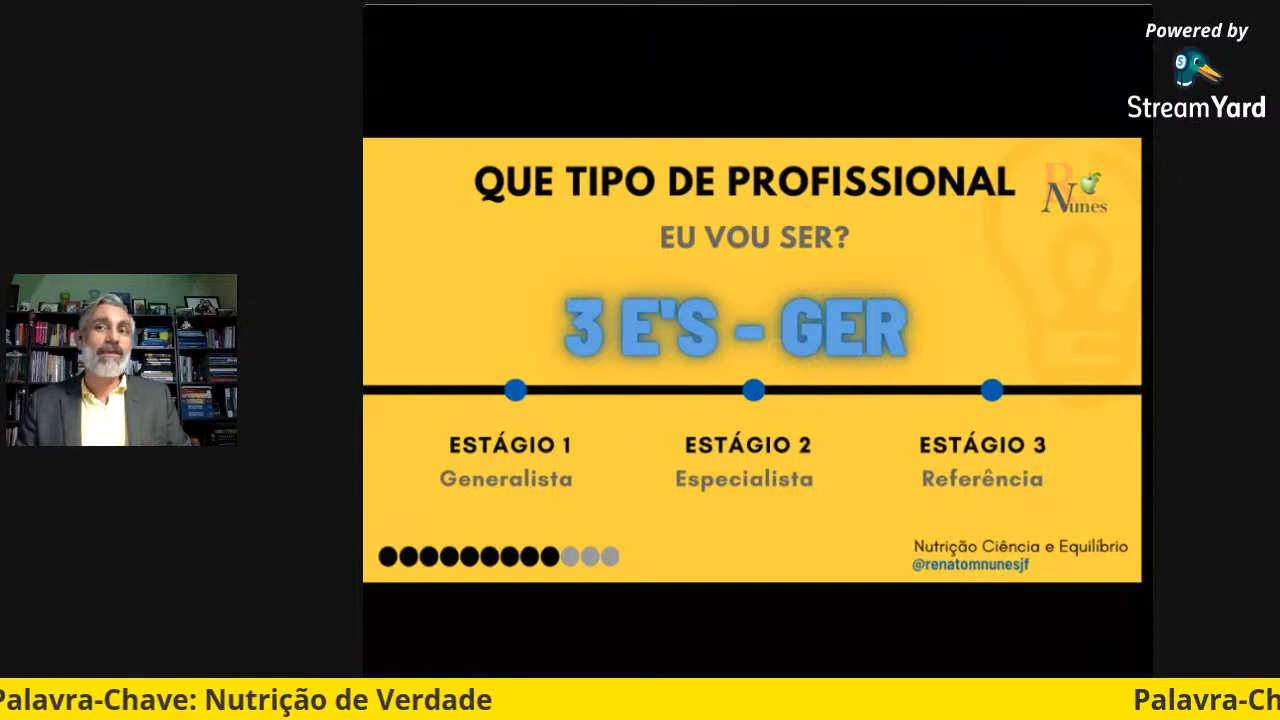 Powered by
StreamYard
QUE TIPO DE PROFISSIONAL
R
Nunes
EU VOU SER?
3 E'S - GER
ESTÁGIO 1
Generalista
ESTÁGIO 2
Especialista
ESTÁGIO 3
Referência
Nutrição Ciência e Equilíbrio
@renatomnunesjf
Palavra-Chave: Nutrição de Verdade
Palavra-Ch